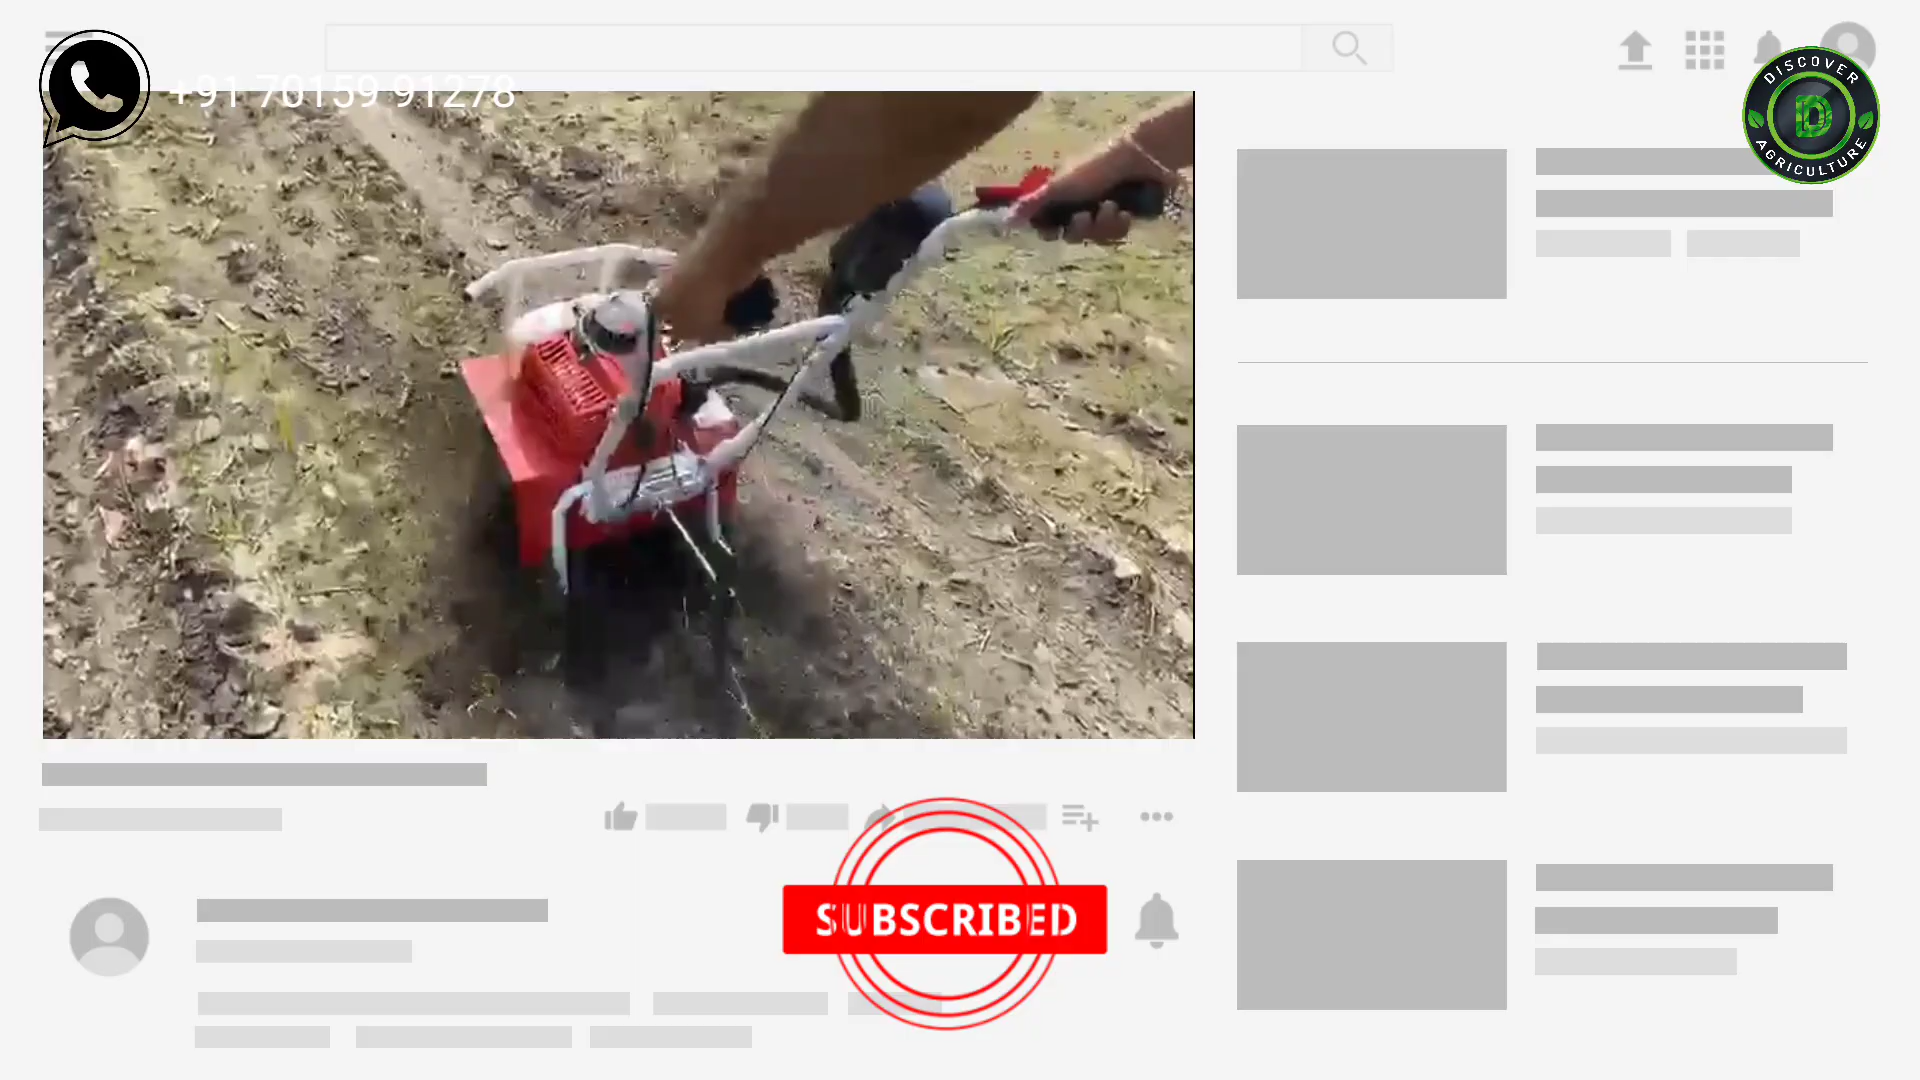 +91 70159 91278
DISCOVER
D
AGRICULTURE
SUBSCRIBED